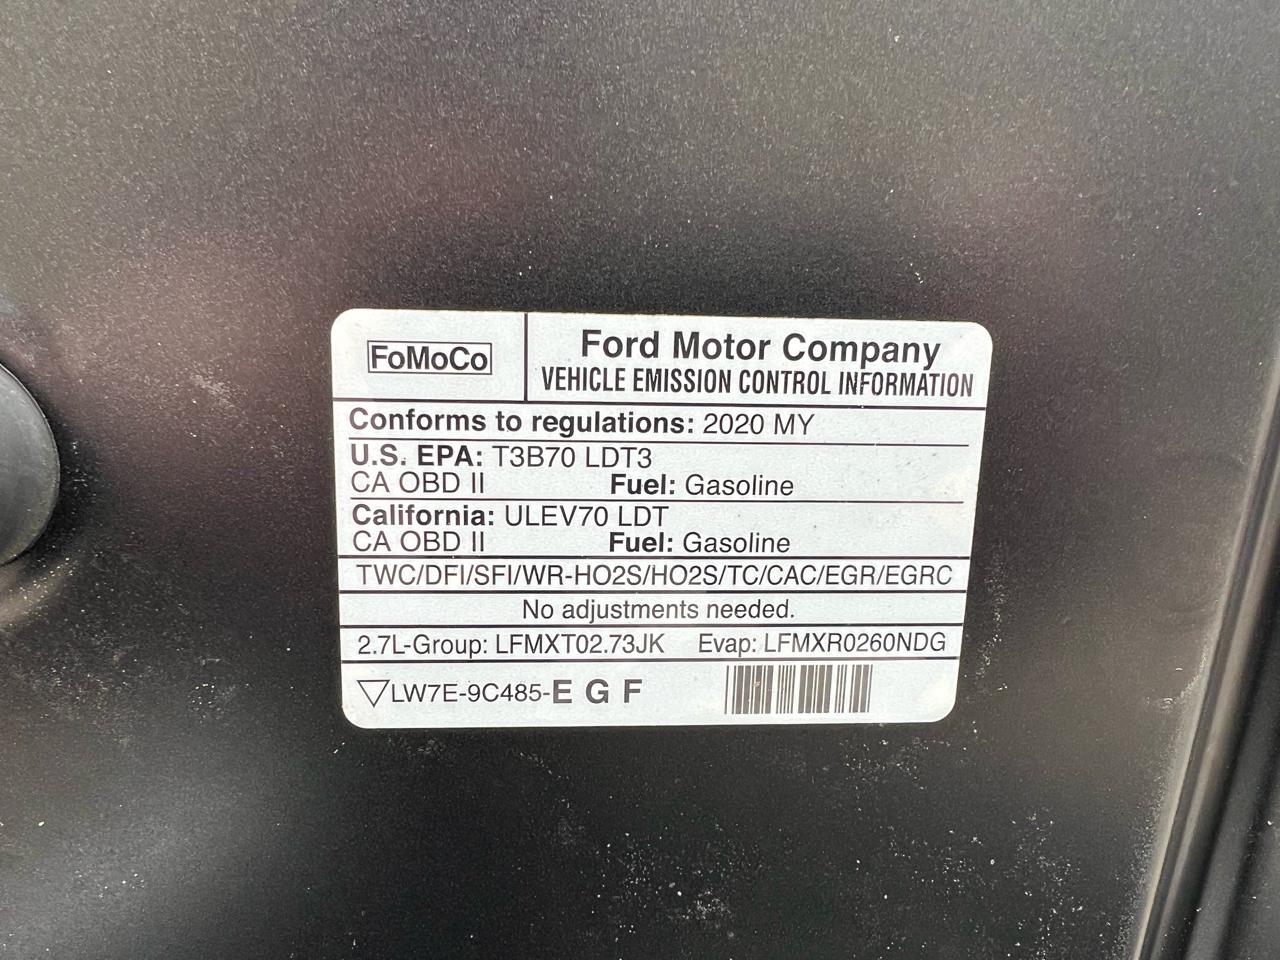 FoMoCo
Ford Motor Company
VEHICLE EMISSION CONTROL INFORMATION
Conforms to regulations: 2020 MY
U.S. EPA: T3B70 LDT3
CA OBD II Fuel: Gasoline
California: ULEV70 LDT
CA OBD II Fuel: Gasoline
TWC/DFI/SFI/WR-HO2S/HO2S/TC/CAC/EGR/EGRC
No adjustments needed.
2.7L-Group: LFMXT02.73JK Evap: LFMXR0260NDG
▽LW7E-9C485-E G F